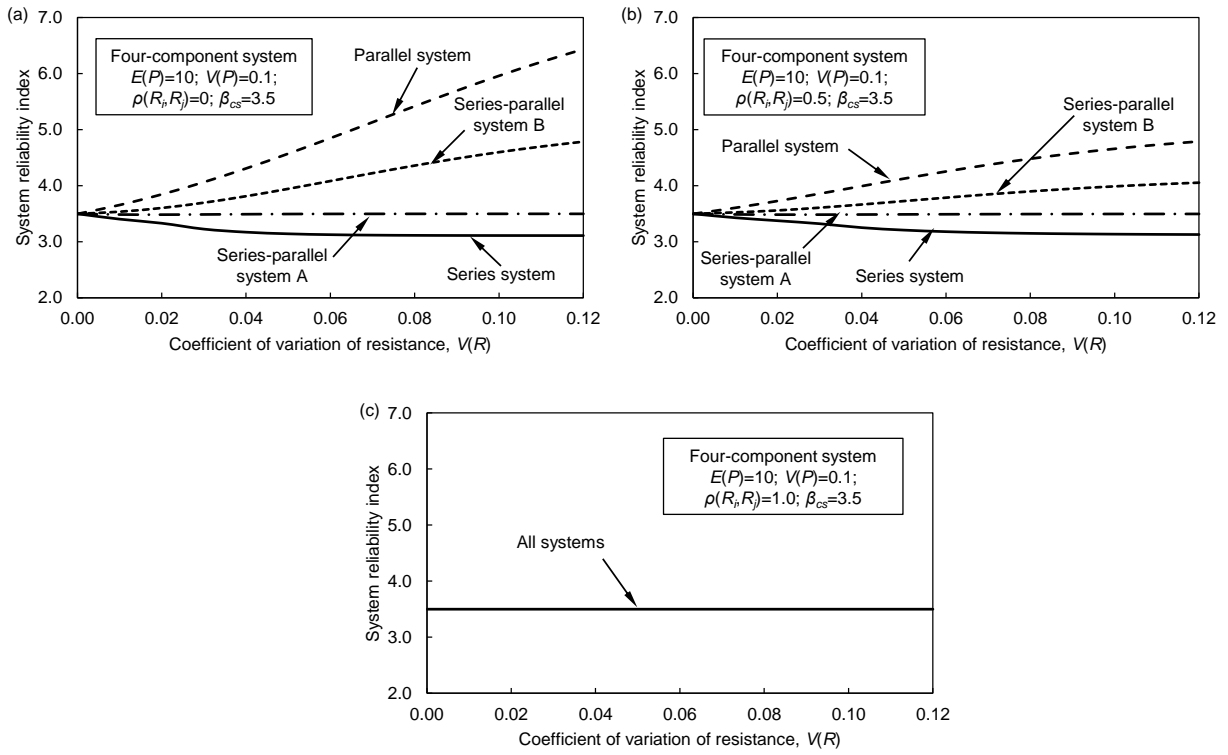 (a)
7.0
6.0
5.0
4.0
3.0
2.0
System reliability index
Four-component system
E(P)=10; V(P)=0.1;
ρ(Ri,Rj)=0; βcs=3.5
Parallel system
Series-parallel
system B
Series-parallel
system A
Series system
0.00 0.02 0.04 0.06 0.08 0.10 0.12
Coefficient of variation of resistance, V(R)
(b)
7.0
6.0
5.0
4.0
3.0
2.0
System reliability index
Four-component system
E(P)=10; V(P)=0.1;
ρ(Ri,Rj)=0.5; βcs=3.5
Series-parallel
system B
Parallel system
Series-parallel
system A
Series system
0.00 0.02 0.04 0.06 0.08 0.10 0.12
Coefficient of variation of resistance, V(R)
(c)
7.0
6.0
5.0
4.0
3.0
2.0
System reliability index
Four-component system
E(P)=10; V(P)=0.1;
ρ(Ri,Rj)=1.0; βcs=3.5
All systems
0.00 0.02 0.04 0.06 0.08 0.10 0.12
Coefficient of variation of resistance, V(R)